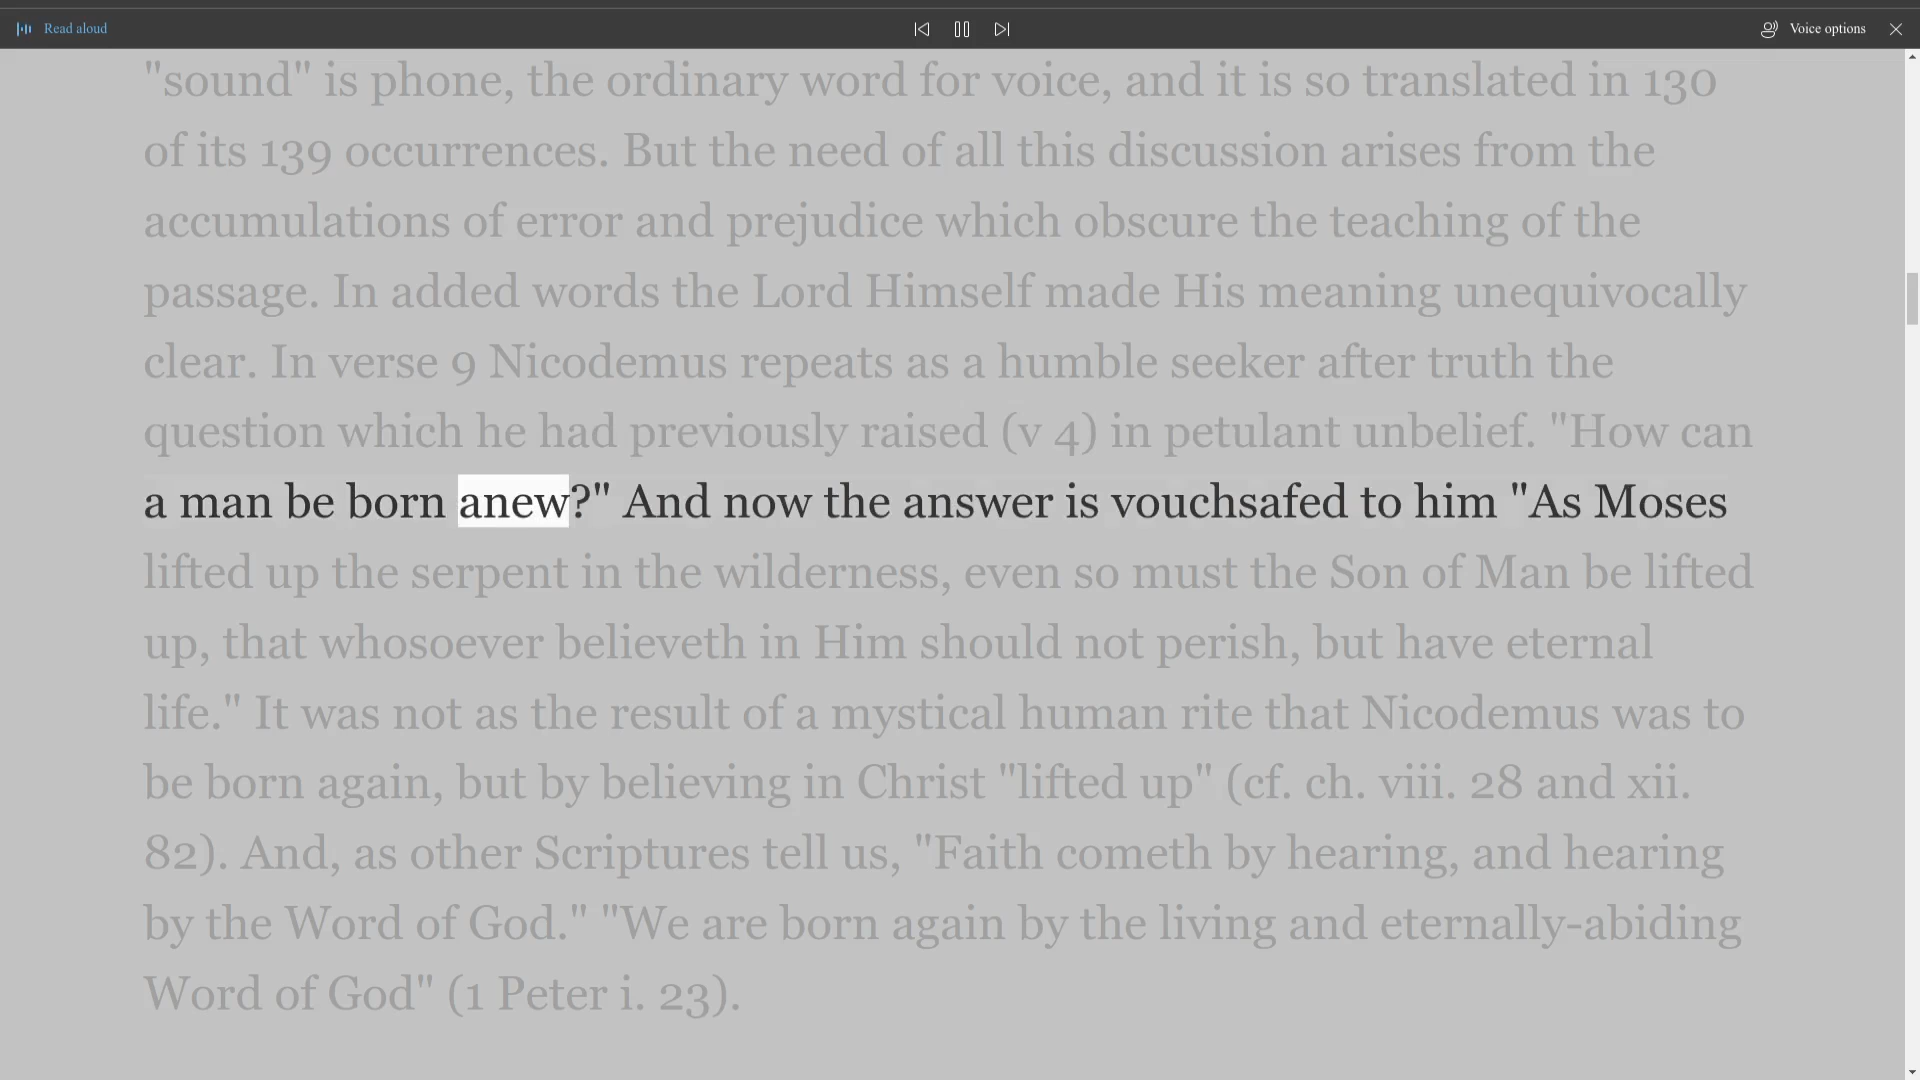 Read aloud
Voice options
"sound" is phone, the ordinary word for voice, and it is so translated in 130
of its 139 occurrences. But the need of all this discussion arises from the
accumulations of error and prejudice which obscure the teaching of the
passage. In added words the Lord Himself made His meaning unequivocally
clear. In verse 9 Nicodemus repeats as a humble seeker after truth the
question which he had previously raised (v 4) in petulant unbelief. "How can
a man be born anew?" And now the answer is vouchsafed to him "As Moses
lifted up the serpent in the wilderness, even so must the Son of Man be lifted
up, that whosoever believeth in Him should not perish, but have eternal
life." It was not as the result of a mystical human rite that Nicodemus was to
be born again, but by believing in Christ "lifted up" (cf. ch. viii. 28 and xii.
82). And, as other Scriptures tell us, "Faith cometh by hearing, and hearing
by the Word of God." "We are born again by the living and eternally-abiding
Word of God" (1 Peter i. 23).